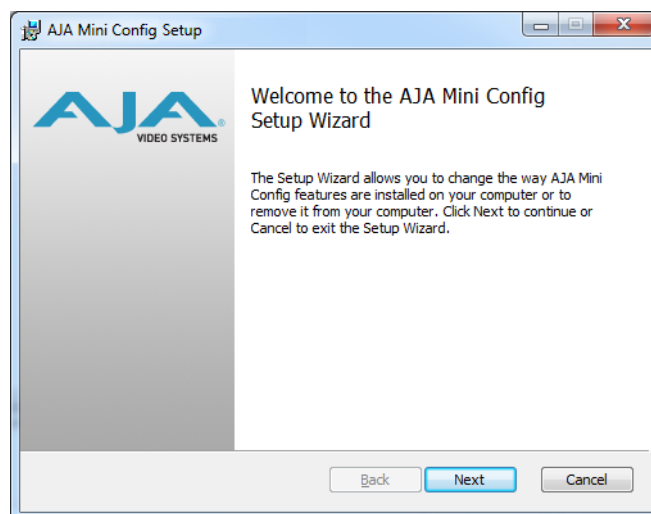 AJA Mini Config Setup
AJA®
VIDEO SYSTEMS
Welcome to the AJA Mini Config
Setup Wizard
The Setup Wizard allows you to change the way AJA Mini
Config features are installed on your computer or to
remove it from your computer. Click Next to continue or
Cancel to exit the Setup Wizard.
Back
Next
Cancel